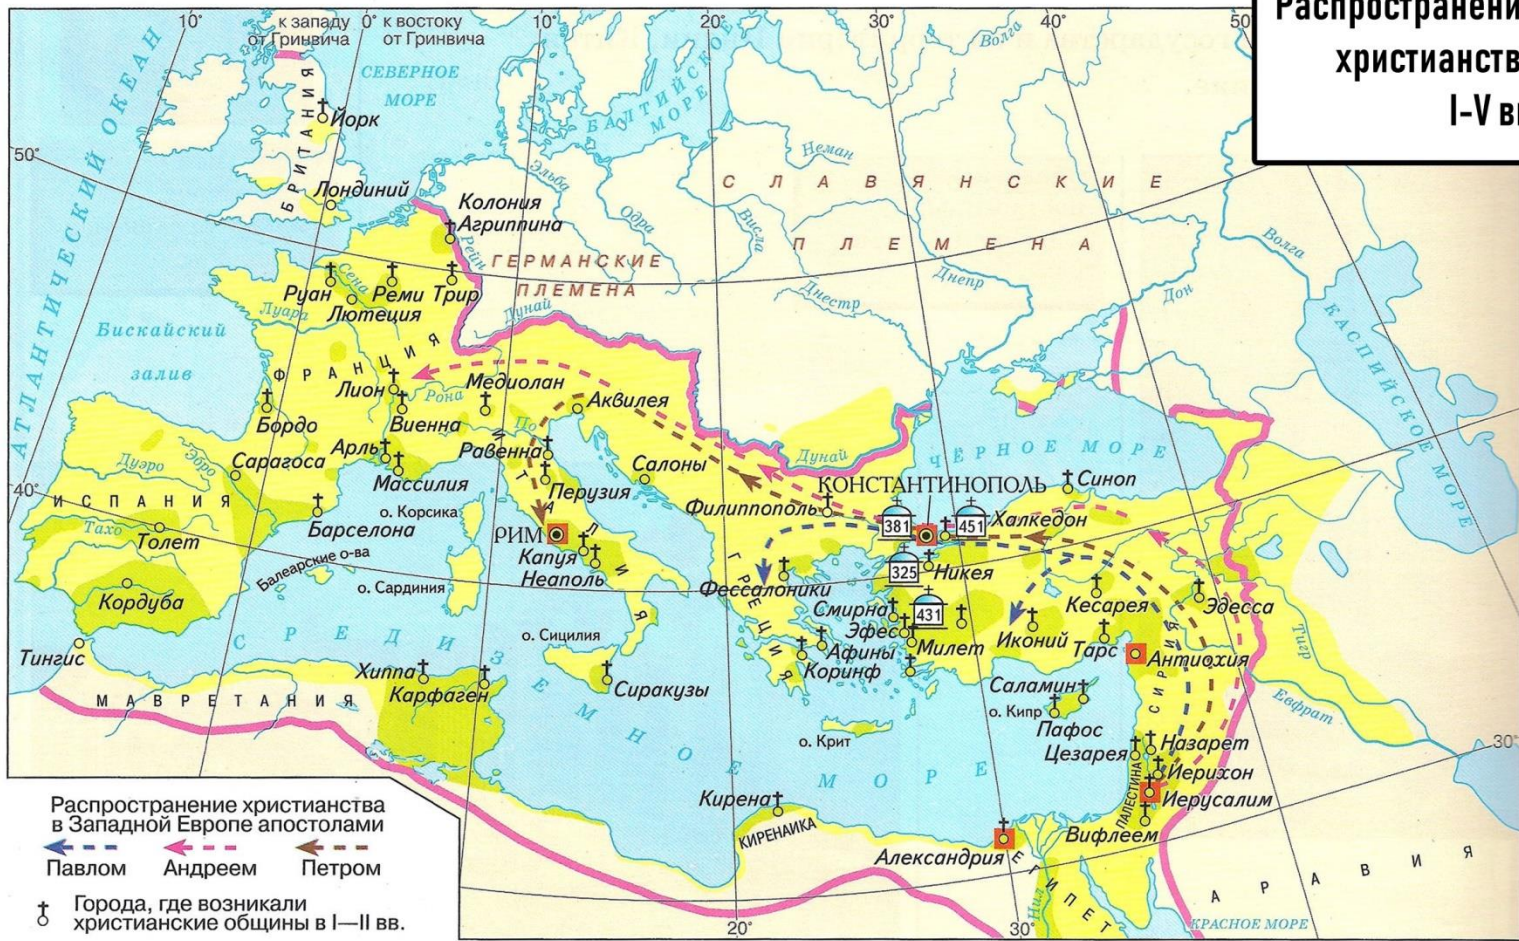 10°
0°
10°
20°
30°
40°
50°
к западу
от Гринвича
к востоку
от Гринвича
Распространени
христианств
I-V в
АТЛАНТИЧЕСКИЙ ОКЕАН
СЕВЕРНОЕ
МОРЕ
БАЛТИЙСКОЕ
МОРЕ
Волга
БРИТАНИЯ
Йорк
50°
Лондиний
Колония
Агриппина
Рейн
Эльба
Одра
Висла
Неман
СЛАВЯНСКИЕ
ПЛЕМЕНА
ГЕРМАНСКИЕ
ПЛЕМЕНА
Дунай
Днестр
Днепр
Дон
Волга
КАСПИЙСКОЕ МОРЕ
Руан
Сена
Реми
Трир
Лютеция
Луара
Бискайский
залив
ФРАНЦИЯ
Лион
Рона
Медиолан
Аквилея
Бордо
Виенна
По
Равенна
Арль
Массилия
Перузия
Салоны
Дунай
ЧЕРНОЕ МОРЕ
Синоп
Дуэро
Эбро
Сарагоса
40°
ИСПАНИЯ
Тахо
Толет
Барселона
о. Корсика
ИТАЛИЯ
РИМ
Филиппополь
КОНСТАНТИНОПОЛЬ
381
451
Халкедон
325
Никея
Капуя
Неаполь
Балеарские о-ва
о. Сардиния
Кордуба
Фессалоники
ГРЕЦИЯ
Смирна
431
Эфес
Милет
Афины
Коринф
Иконий
Кесарея
Тарс
Эдесса
Антиохия
Тигр
Евфрат
СИРИЯ
Тингис
СРЕДИЗЕМНОЕ МОРЕ
о. Сицилия
Сиракузы
Хиппа
Карфаген
МАВРЕТАНИЯ
Саламин
о. Кипр
Пафос
о. Крит
Цезарея
Назарет
Йерихон
Иерусалим
ПАЛЕСТИНА
Вифлеем
30°
Кирена
КИРЕНАИКА
Александрия
ЕГИПЕТ
Нил
АРАВИЯ
КРАСНОЕ МОРЕ
20°
30°
Распространение христианства
в Западной Европе апостолами
Павлом
Андреем
Петром
Города, где возникали
христианские общины в I—II вв.